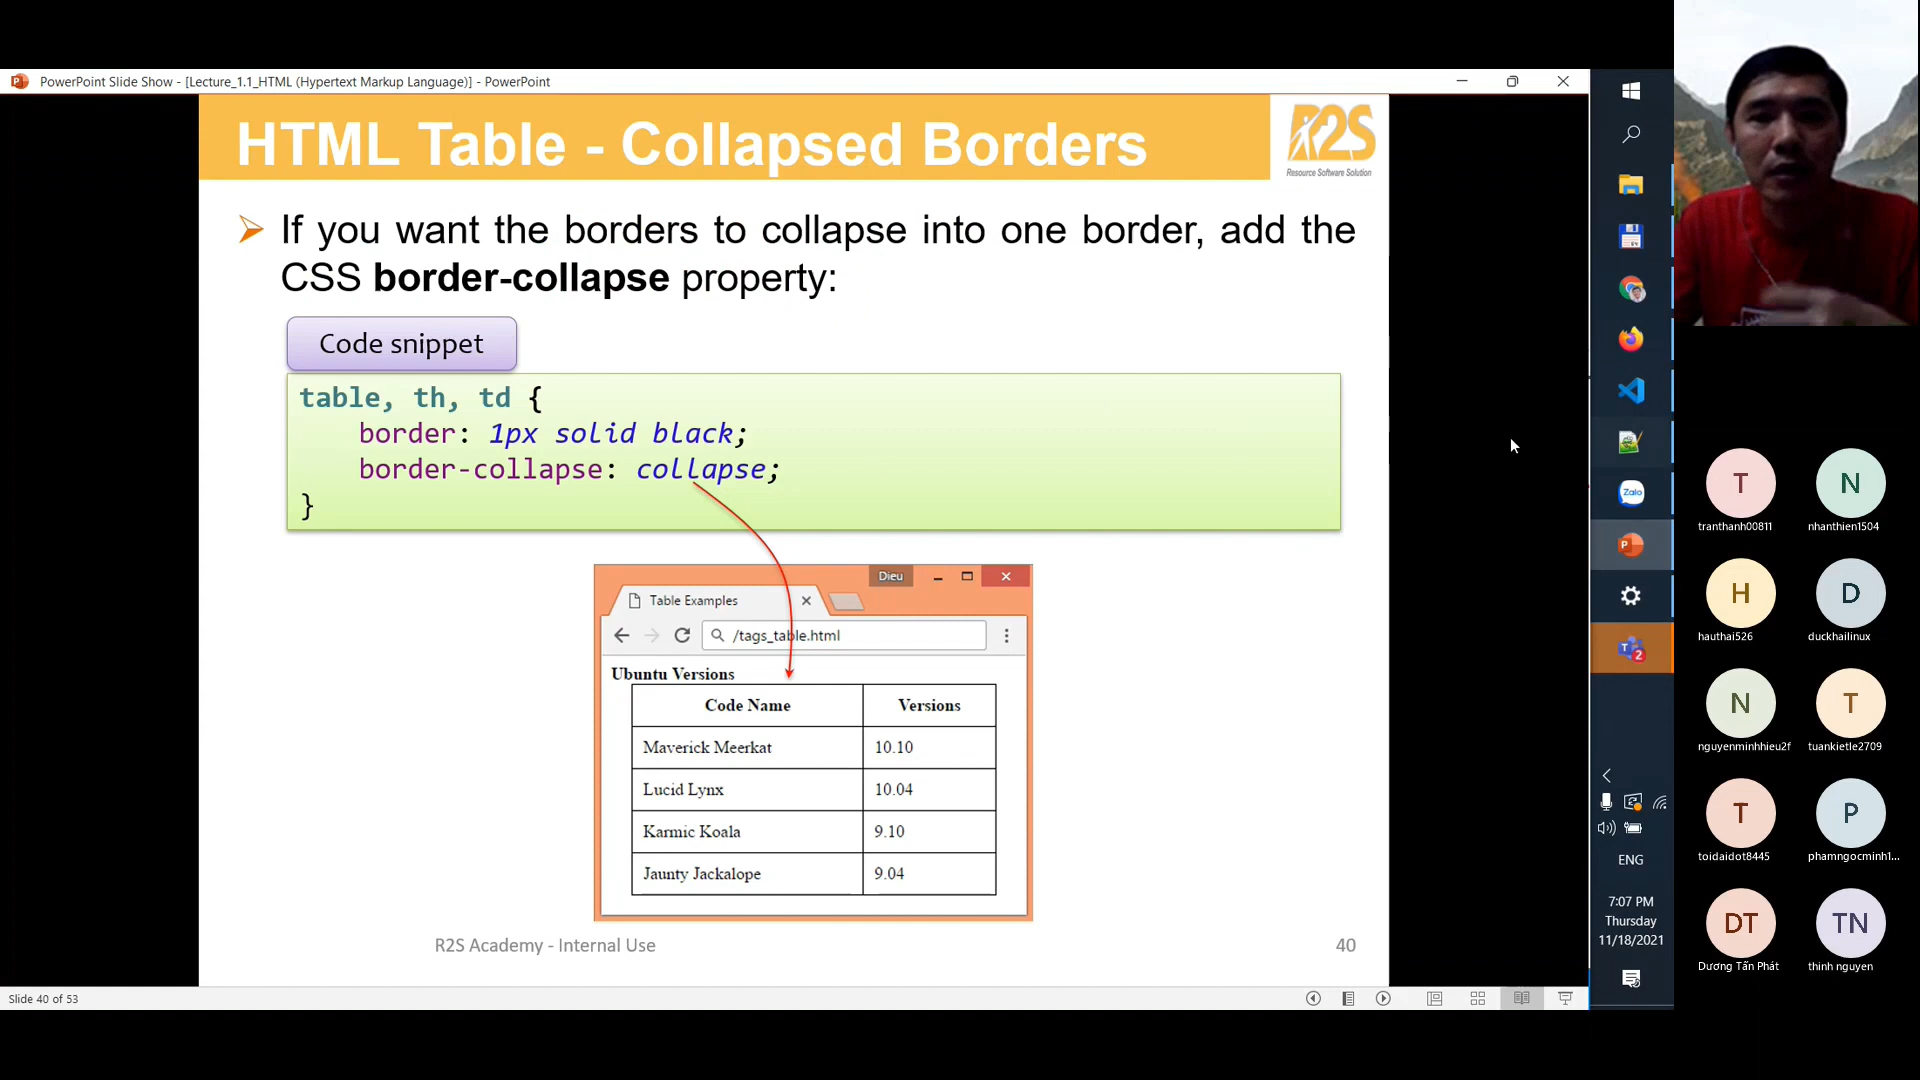 PowerPoint Slide Show - [Lecture_1.1_HTML (Hypertext Markup Language)] - PowerPoint
HTML Table - Collapsed Borders
R2S
Resource Software Solution
If you want the borders to collapse into one border, add the
CSS border-collapse property:
Code snippet
table, th, td {
border: 1px solid black;
border-collapse: collapse;
}
Dieu
Table Examples
/tags_table.html
Ubuntu Versions
Code Name Versions
Maverick Meerkat 10.10
Lucid Lynx 10.04
Karmic Koala 9.10
Jaunty Jackalope 9.04
R2S Academy - Internal Use
40
Slide 40 of 53
Zalo
P
T 2
ENG
7:07 PM
Thursday
11/18/2021
T
tranthanh00811
N
nhanthien1504
H
hauthai526
D
duckhailinux
N
nguyenminhhieu2f
T
tuankietle2709
T
toidaidot8445
P
phamngocminh1...
DT
Dương Tấn Phát
TN
thinh nguyen